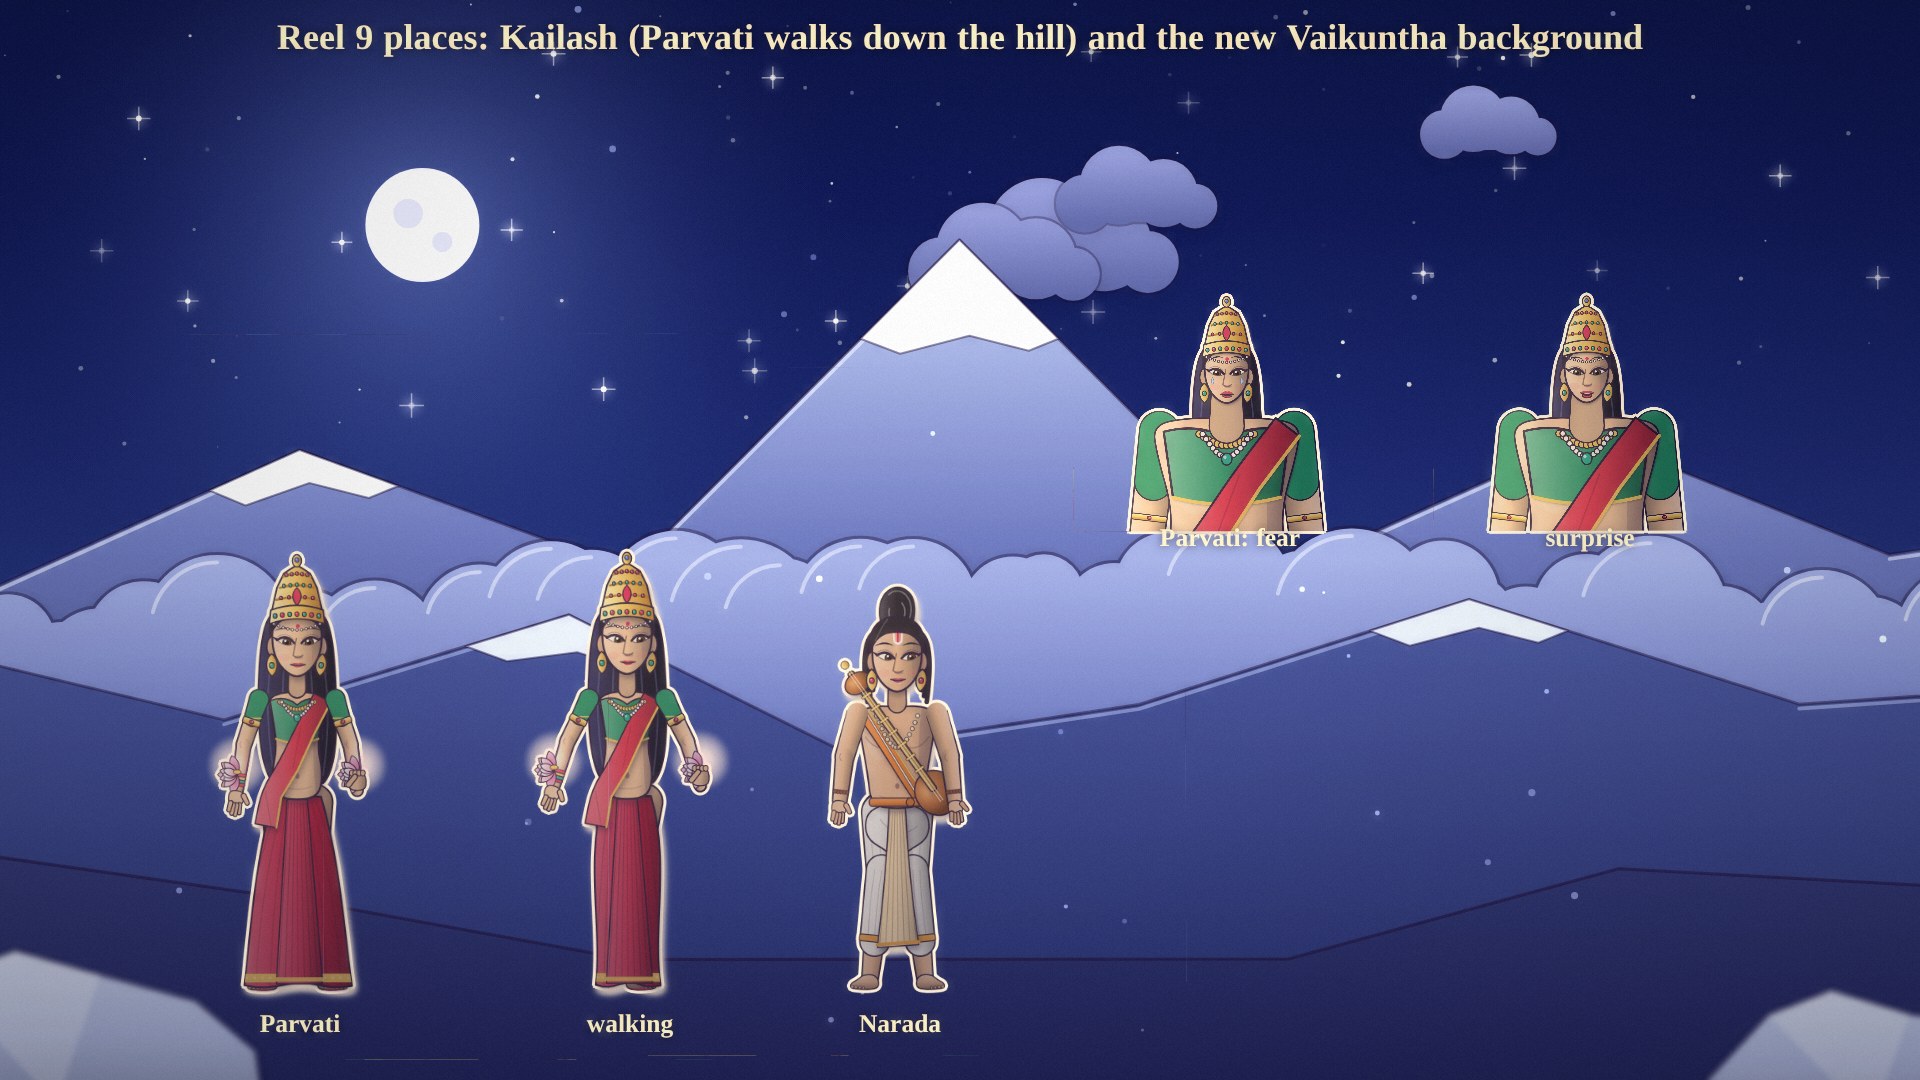 Reel 9 places: Kailash (Parvati walks down the hill) and the new Vaikuntha background
Parvati: fear
surprise
Parvati
walking
Narada